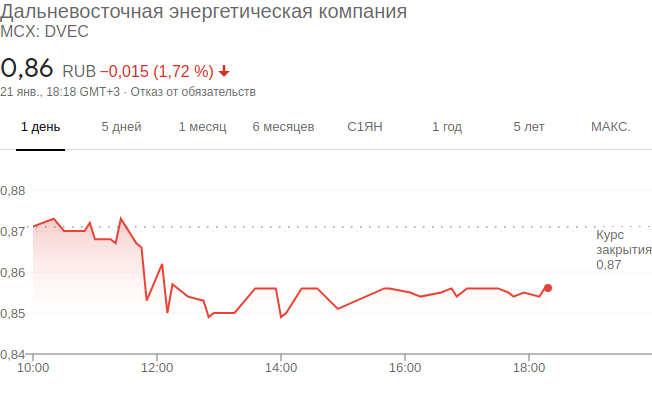 Дальневосточная энергетическая компания
MCX: DVEC
0,86 RUB −0,015 (1,72 %)
21 янв., 18:18 GMT+3 · Отказ от обязательств
1 день 5 дней 1 месяц 6 месяцев С1ЯН 1 год 5 лет МАКС.
0,88
0,87
Курс
закрытия
0,87
0,86
0,85
0,84
10:00 12:00 14:00 16:00 18:00